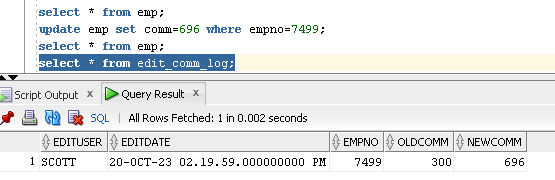 select * from emp;
update emp set comm=696 where empno=7499;
select * from emp;
select * from edit_comm_log;
Script Output × Query Result ×
SQL | All Rows Fetched: 1 in 0.002 seconds
EDITUSER EDITDATE EMPNO OLDCOMM NEWCOMM
1 SCOTT 20-OCT-23 02.19.59.000000000 PM 7499 300 696